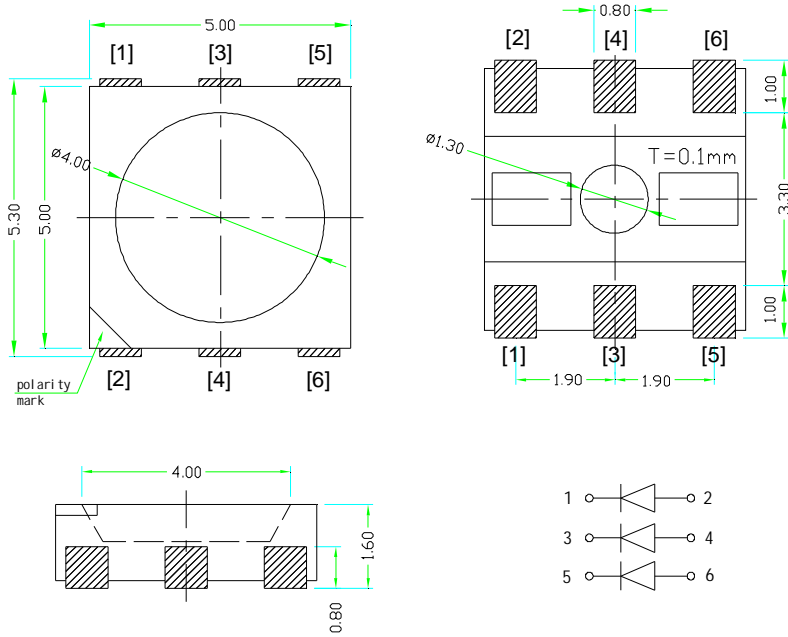 5.00
[1] [3] [5]
5.30
5.00
ø4.00
polarity
mark
[2] [4] [6]
0.80
[2] [4] [6]
1.00
ø1.30
T=0.1mm
3.30
1.00
[1] [3] [5]
1.90 1.90
4.00
1.60
0.80
1 2
3 4
5 6